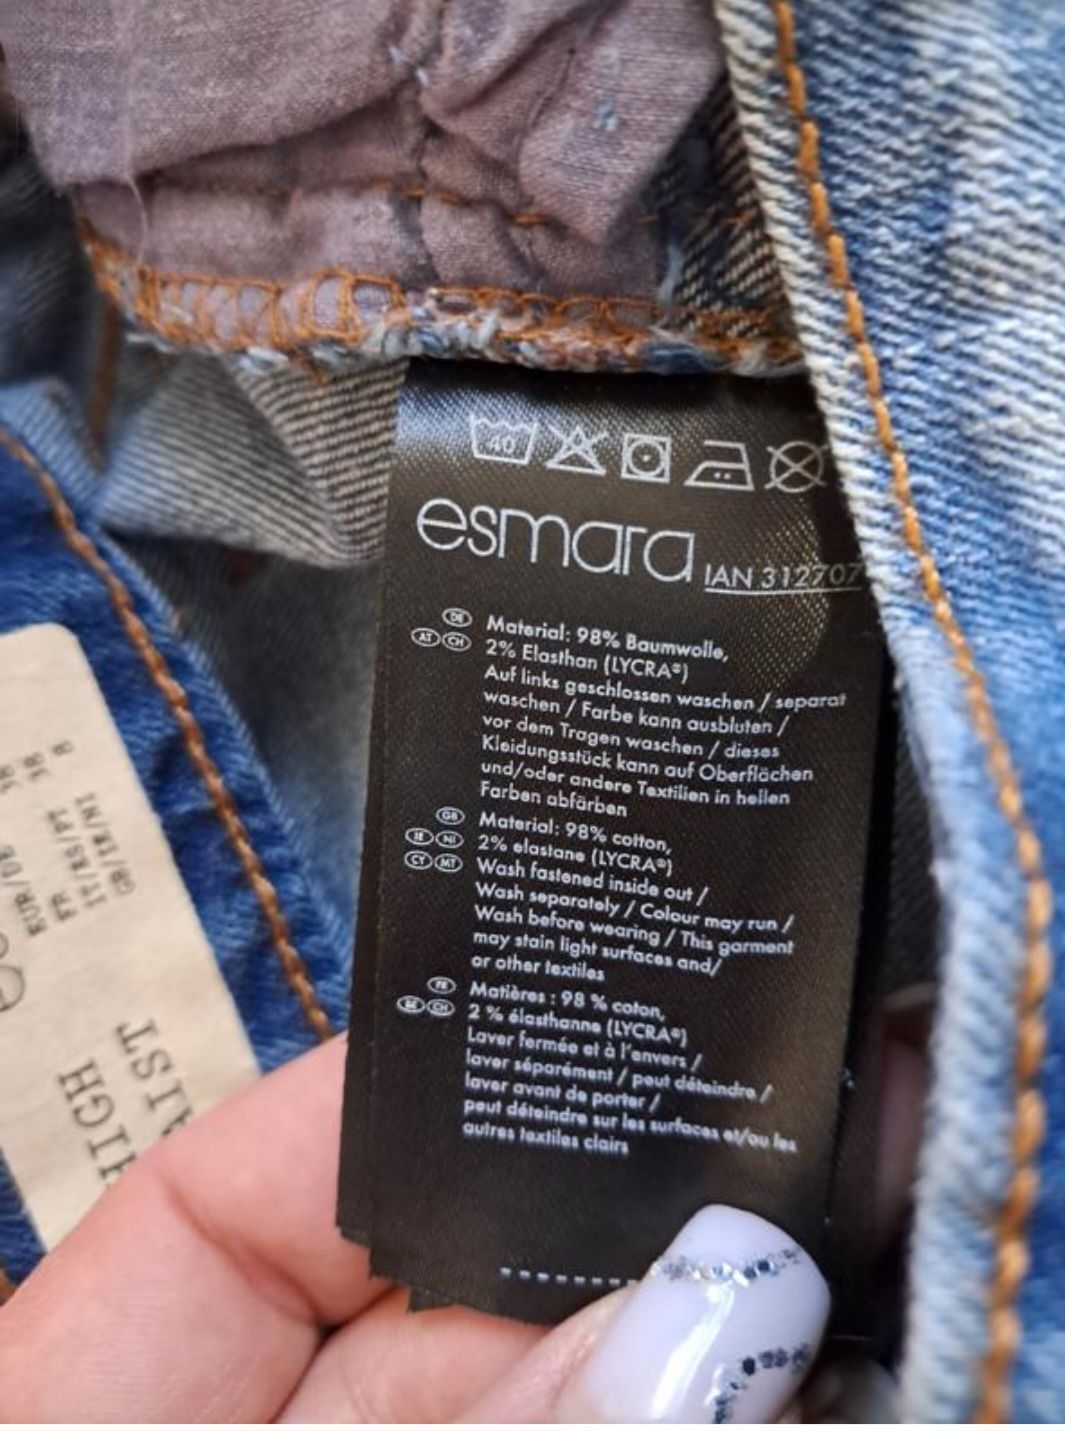 40
esmara IAN 312707
DE Material: 98% Baumwolle,
AT CH 2% Elasthan (LYCRA®)
Auf links geschlossen waschen / separat
waschen / Farbe kann ausbluten /
vor dem Tragen waschen / dieses
Kleidungsstück kann auf Oberflächen
und/oder andere Textilien in hellen
Farben abfärben
GB Material: 98% cotton,
IE NI 2% elastane (LYCRA®)
CY MT Wash fastened inside out /
Wash separately / Colour may run /
Wash before wearing / This garment
may stain light surfaces and/
or other textiles
FR Matières : 98 % coton,
BE CH 2 % élasthanne (LYCRA®)
Laver fermée et à l'envers /
laver séparément / peut déteindre /
laver avant de porter /
peut déteindre sur les surfaces et/ou les
autres textiles clairs
EUR/DE
FR 38
IT/ES/PT
GB/IE/NI 8
HIGH
AIST